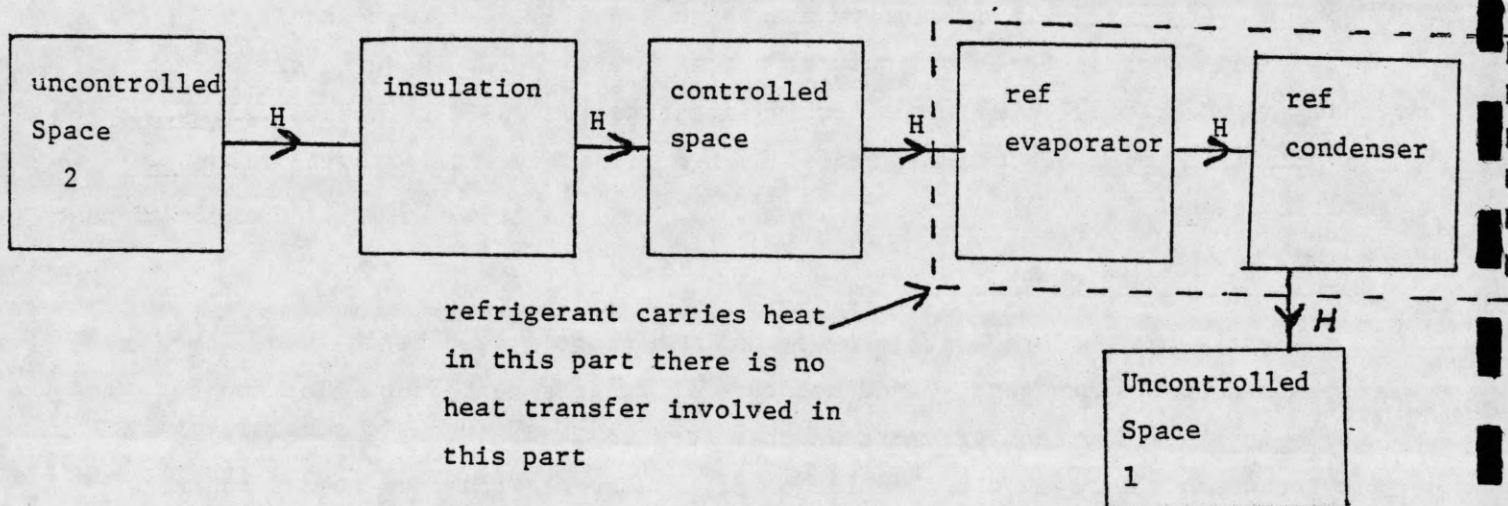 uncontrolled
Space
2
H
insulation
H
controlled
space
H
ref
evaporator
H
ref
condenser
H
refrigerant carries heat
in this part there is no
heat transfer involved in
this part
Uncontrolled
Space
1